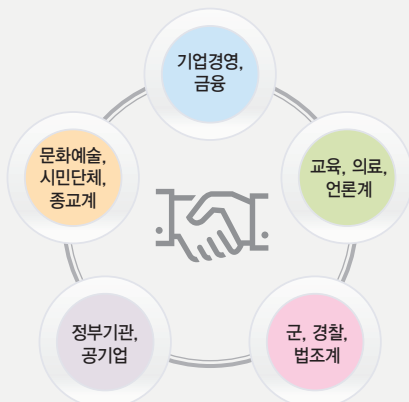 기업경영,
금융
문화예술,
시민단체,
종교계
교육, 의료,
언론계
정부기관,
공기업
군, 경찰,
법조계